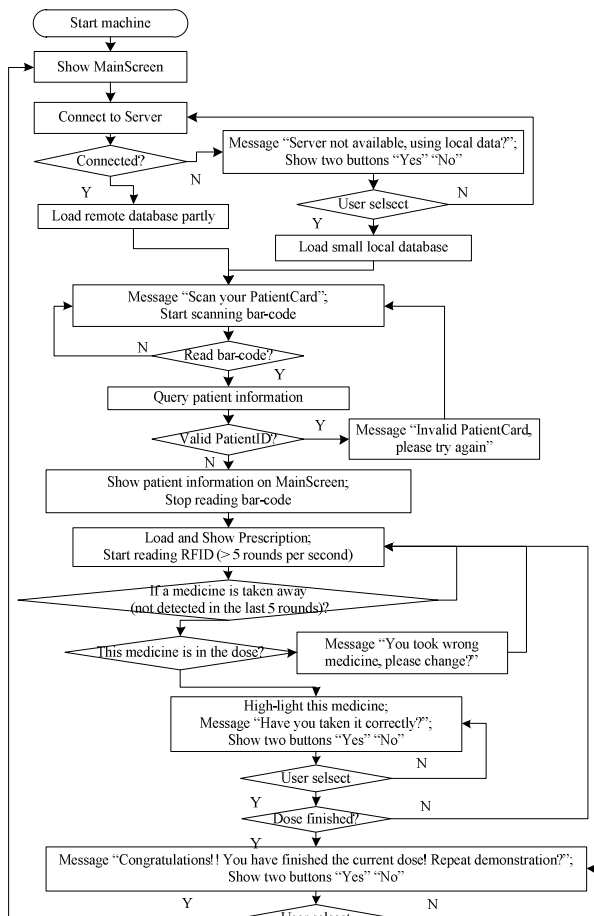 Start machine
Show MainScreen
Connect to Server
Connected?
Message “Server not available, using local data?”;
Show two buttons “Yes” “No”
Y
N
User selsect
N
Y
Load remote database partly
Load small local database
Message “Scan your PatientCard”;
Start scanning bar-code
N
Read bar-code?
Y
Query patient information
Valid PatientID?
Y
Message “Invalid PatientCard,
please try again”
N
Show patient information on MainScreen;
Stop reading bar-code
Load and Show Prescription;
Start reading RFID (> 5 rounds per second)
If a medicine is taken away
(not detected in the last 5 rounds)?
This medicine is in the dose?
Message “You took wrong
medicine, please change?”
High-light this medicine;
Message “Have you taken it correctly?”;
Show two buttons “Yes” “No”
User selsect
N
Y
Dose finished?
N
Y
Message “Congratulations!! You have finished the current dose! Repeat demonstration?”;
Show two buttons “Yes” “No”
Y
N
User selsect